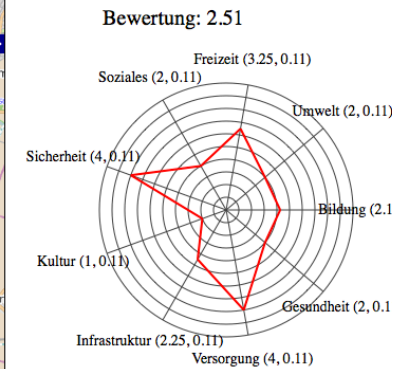 Bewertung: 2.51
Freizeit (3.25, 0.11)
Soziales (2, 0.11)
Umwelt (2, 0.11)
Sicherheit (4, 0.11)
Bildung (2.1
Kultur (1, 0.11)
Gesundheit (2, 0.1
Infrastruktur (2.25, 0.11)
Versorgung (4, 0.11)